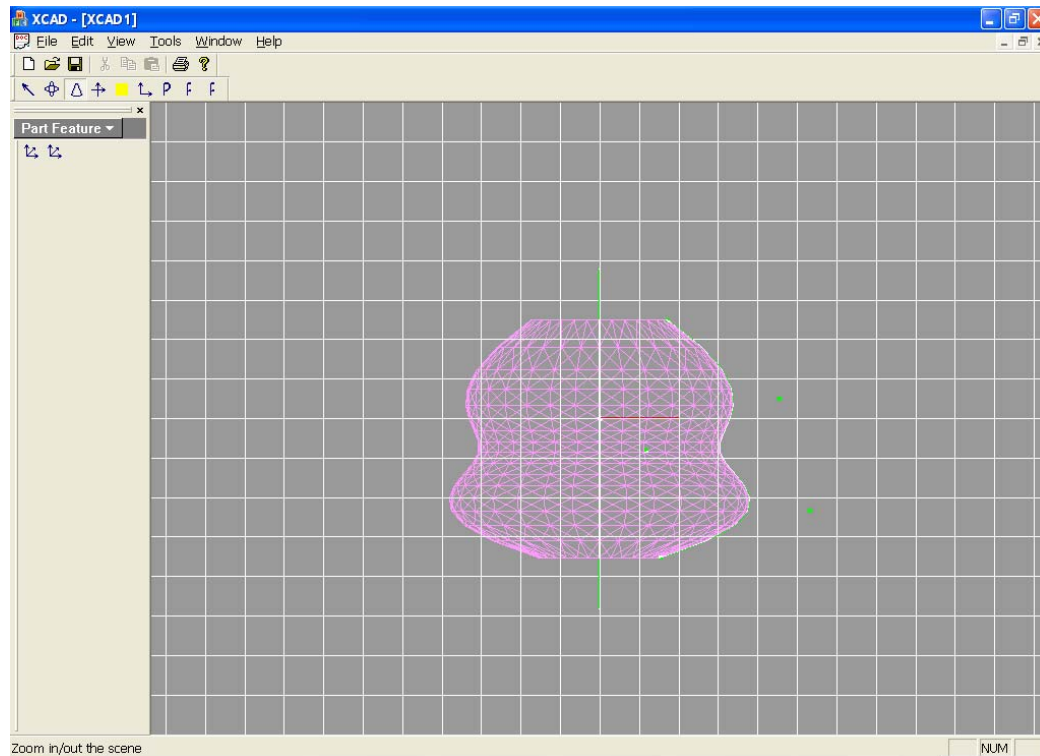 XCAD - [XCAD1]
File Edit View Tools Window Help
P F F
Part Feature
Zoom in/out the scene
NUM